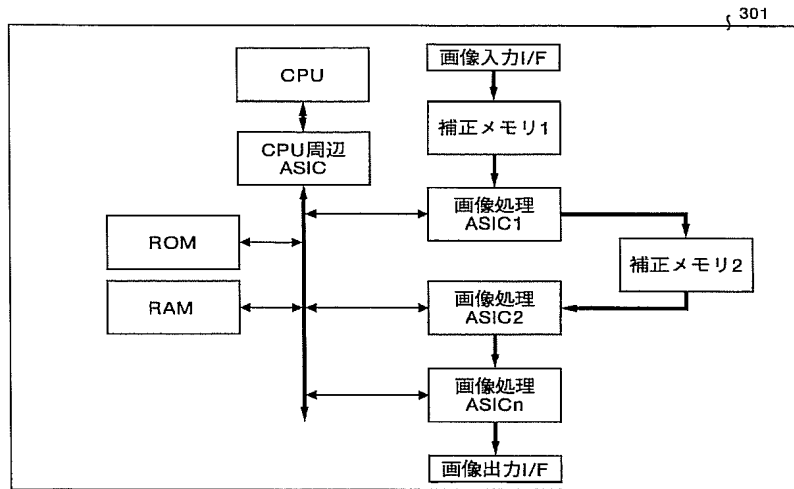 301
画像入力I/F
CPU
補正メモリ1
CPU周辺
ASIC
画像処理
ASIC1
ROM
補正メモリ2
RAM
画像処理
ASIC2
画像処理
ASICn
画像出力I/F